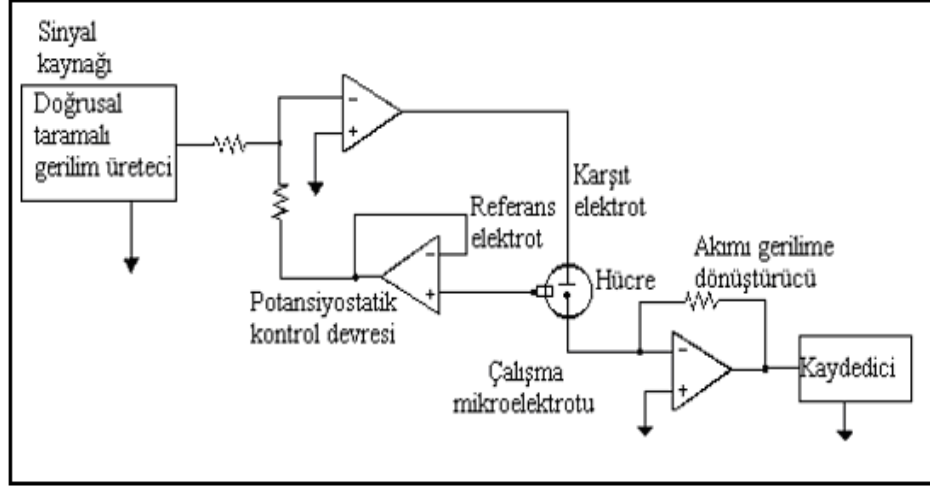 Sinyal
kaynağı
Doğrusal
taramalı
gerilim üreteci
−
+
Karşıt
elektrot
Referans
elektrot
−
+
Potansiyostatik
kontrol devresi
Hücre
Akımı gerilime
dönüştürücü
Çalışma
mikroelektrotu
−
+
Kaydedici